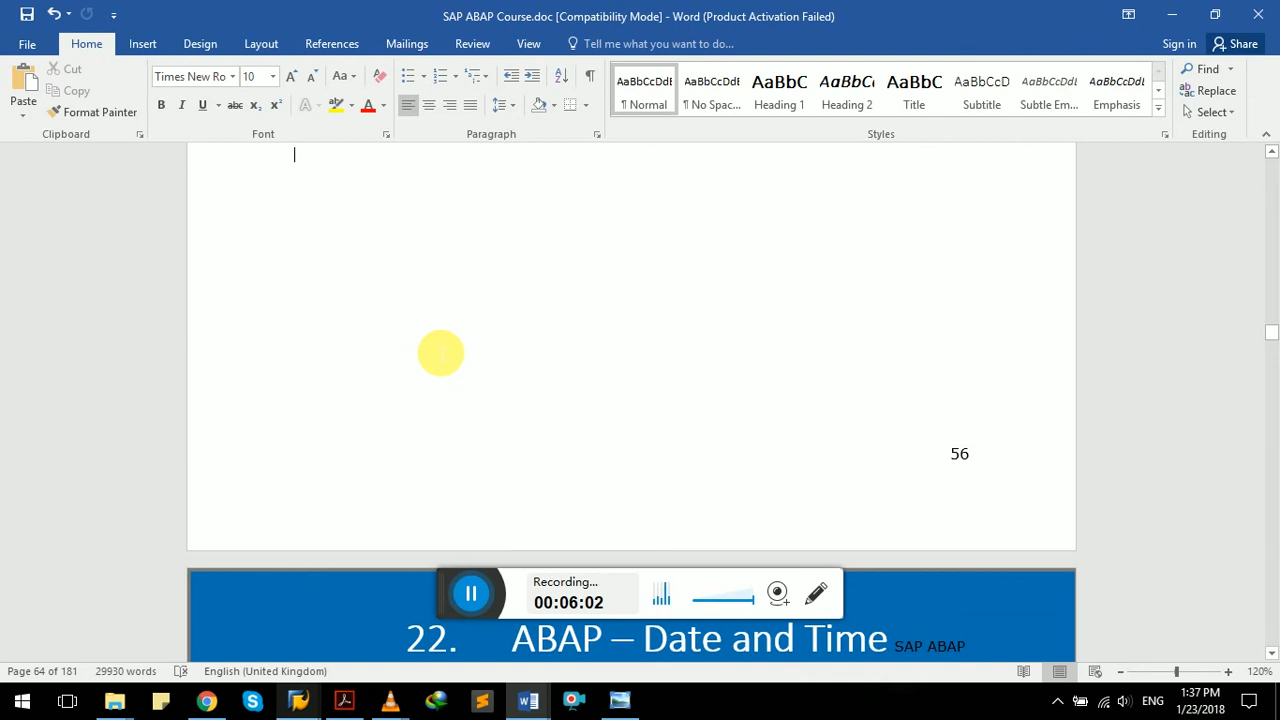 SAP ABAP Course.doc [Compatibility Mode] - Word (Product Activation Failed)
File
Home
Insert
Design
Layout
References
Mailings
Review
View
Tell me what you want to do...
Sign in
Share
Paste
Cut
Copy
Format Painter
Clipboard
Times New Ro
10
Font
Paragraph
AaBbCcDdE
¶ Normal
AaBbCcDdE
¶ No Spac...
AaBbC
Heading 1
AaBbCc
Heading 2
AaBbC
Title
AaBbCcD
Subtitle
AaBbCcDdE
Subtle Em...
AaBbCcDdE
Emphasis
Styles
Find
Replace
Select
Editing
56
Recording...
00:06:02
22. ABAP – Date and Time SAP ABAP
Page 64 of 181
29930 words
English (United Kingdom)
120%
ENG
1:37 PM
1/23/2018